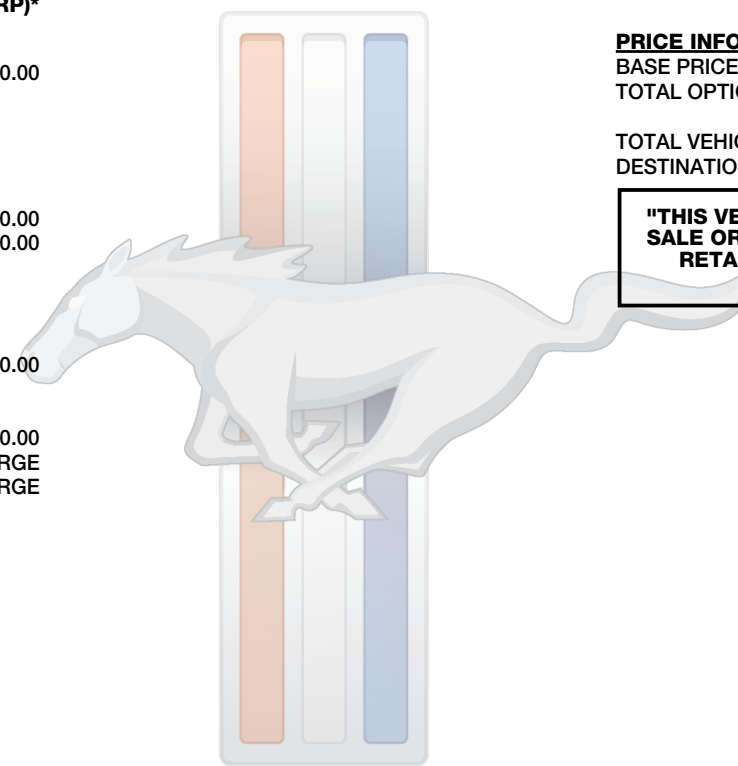 RP)*
0.00
0.00
0.00
0.00
0.00
RGE
RGE
PRICE INFO
BASE PRICE
TOTAL OPTIO
TOTAL VEHIC
DESTINATIO
"THIS VE
SALE OR
RETA